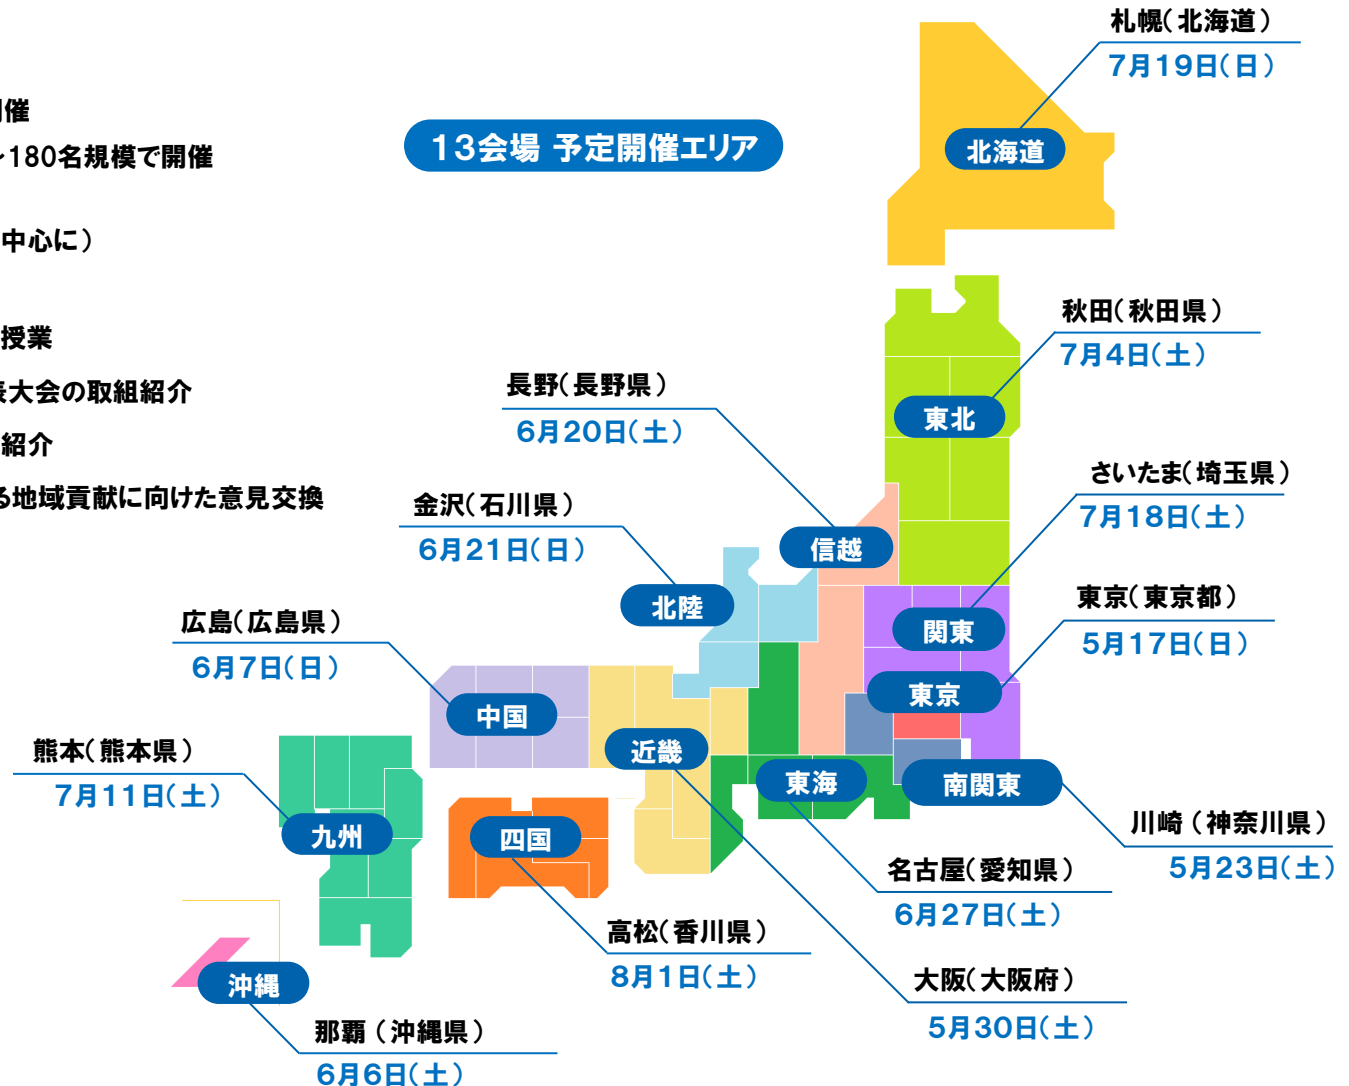 開催
～180名規模で開催
中心に）
授業
表大会の取組紹介
紹介
る地域貢献に向けた意見交換
13会場 予定開催エリア
札幌（北海道）
7月19日（日）
北海道
秋田（秋田県）
7月4日（土）
東北
長野（長野県）
6月20日（土）
信越
さいたま（埼玉県）
7月18日（土）
関東
金沢（石川県）
6月21日（日）
北陸
東京（東京都）
5月17日（日）
東京
広島（広島県）
6月7日（日）
中国
近畿
熊本（熊本県）
7月11日（土）
九州
四国
東海
南関東
川崎（神奈川県）
5月23日（土）
名古屋（愛知県）
6月27日（土）
高松（香川県）
8月1日（土）
大阪（大阪府）
5月30日（土）
沖縄
那覇（沖縄県）
6月6日（土）